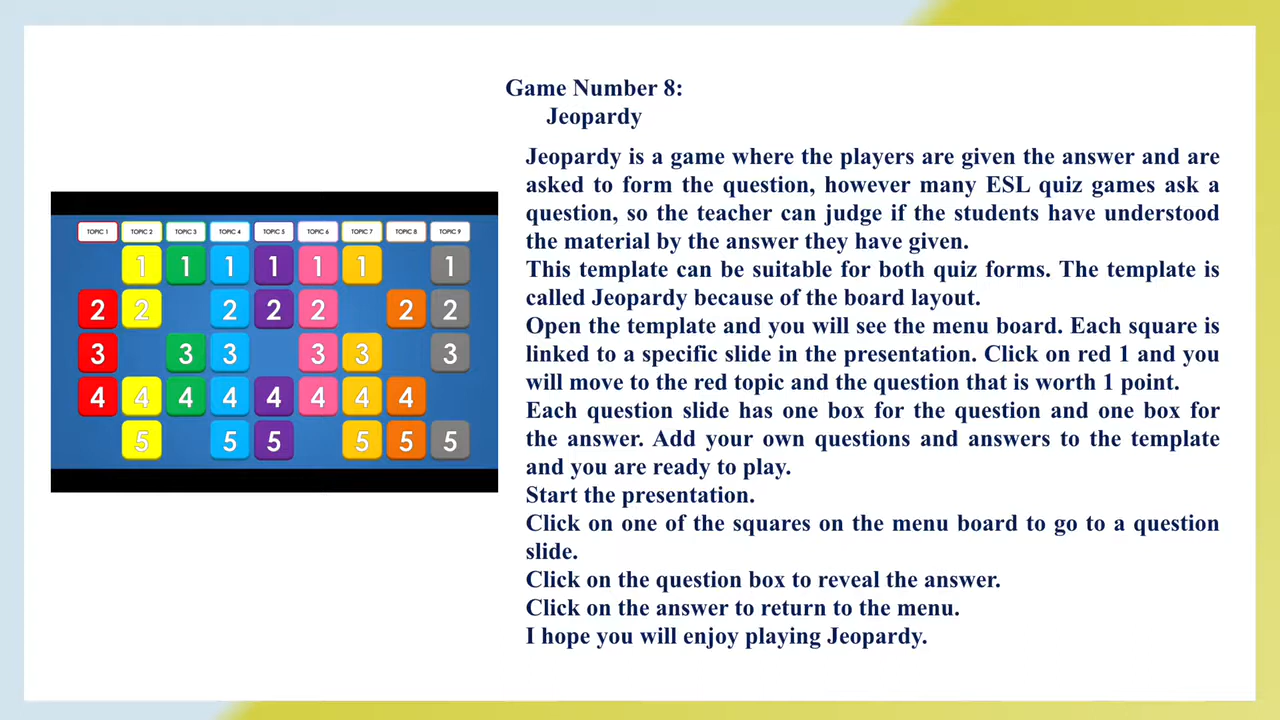 Game Number 8:
Jeopardy
Jeopardy is a game where the players are given the answer and are
asked to form the question, however many ESL quiz games ask a
question, so the teacher can judge if the students have understood
the material by the answer they have given.
This template can be suitable for both quiz forms. The template is
called Jeopardy because of the board layout.
Open the template and you will see the menu board. Each square is
linked to a specific slide in the presentation. Click on red 1 and you
will move to the red topic and the question that is worth 1 point.
Each question slide has one box for the question and one box for
the answer. Add your own questions and answers to the template
and you are ready to play.
Start the presentation.
Click on one of the squares on the menu board to go to a question
slide.
Click on the question box to reveal the answer.
Click on the answer to return to the menu.
I hope you will enjoy playing Jeopardy.
TOPIC 1 TOPIC 2 TOPIC 3 TOPIC 4 TOPIC 5 TOPIC 6 TOPIC 7 TOPIC 8 TOPIC 9
1 1 1 1 1 1 1
2 2 2 2 2 2 2
3 3 3 3 3 3
4 4 4 4 4 4 4 4
5 5 5 5 5 5